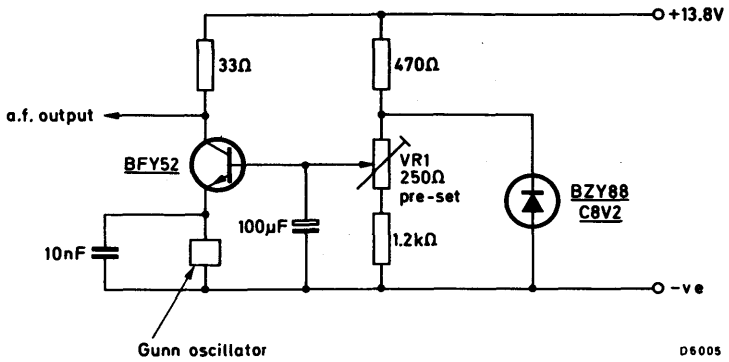 +13.8V
33Ω
470Ω
a.f. output
BFY52
VR1
250Ω
pre-set
BZY88
C8V2
100µF
1.2kΩ
10nF
-ve
Gunn oscillator
D6005